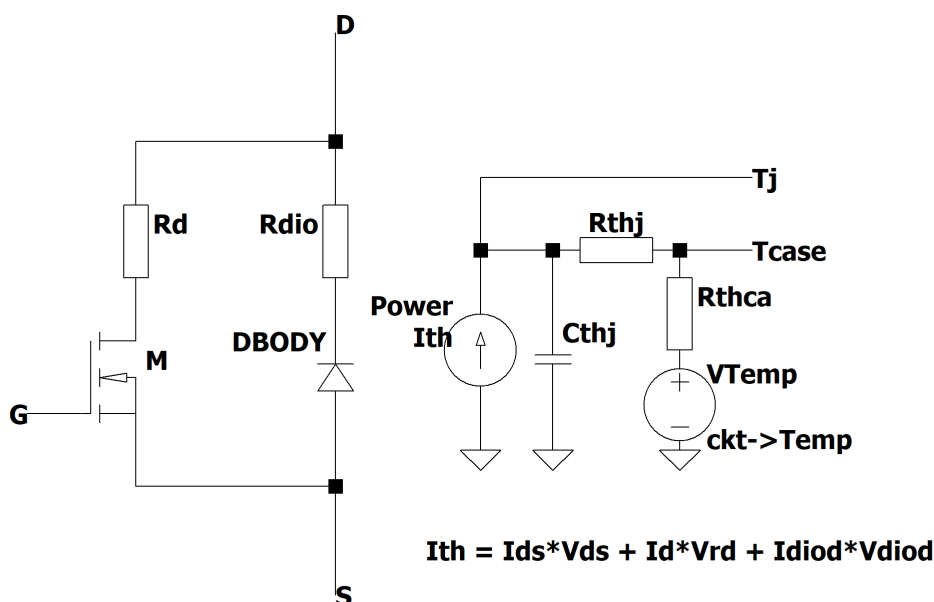 D
Tj
Rthj
Rd
Rdio
Tcase
Rthca
Power
Ith
Cthj
DBODY
M
VTemp
G
ckt->Temp
Ith = Ids*Vds + Id*Vrd + Idiod*Vdiod
S